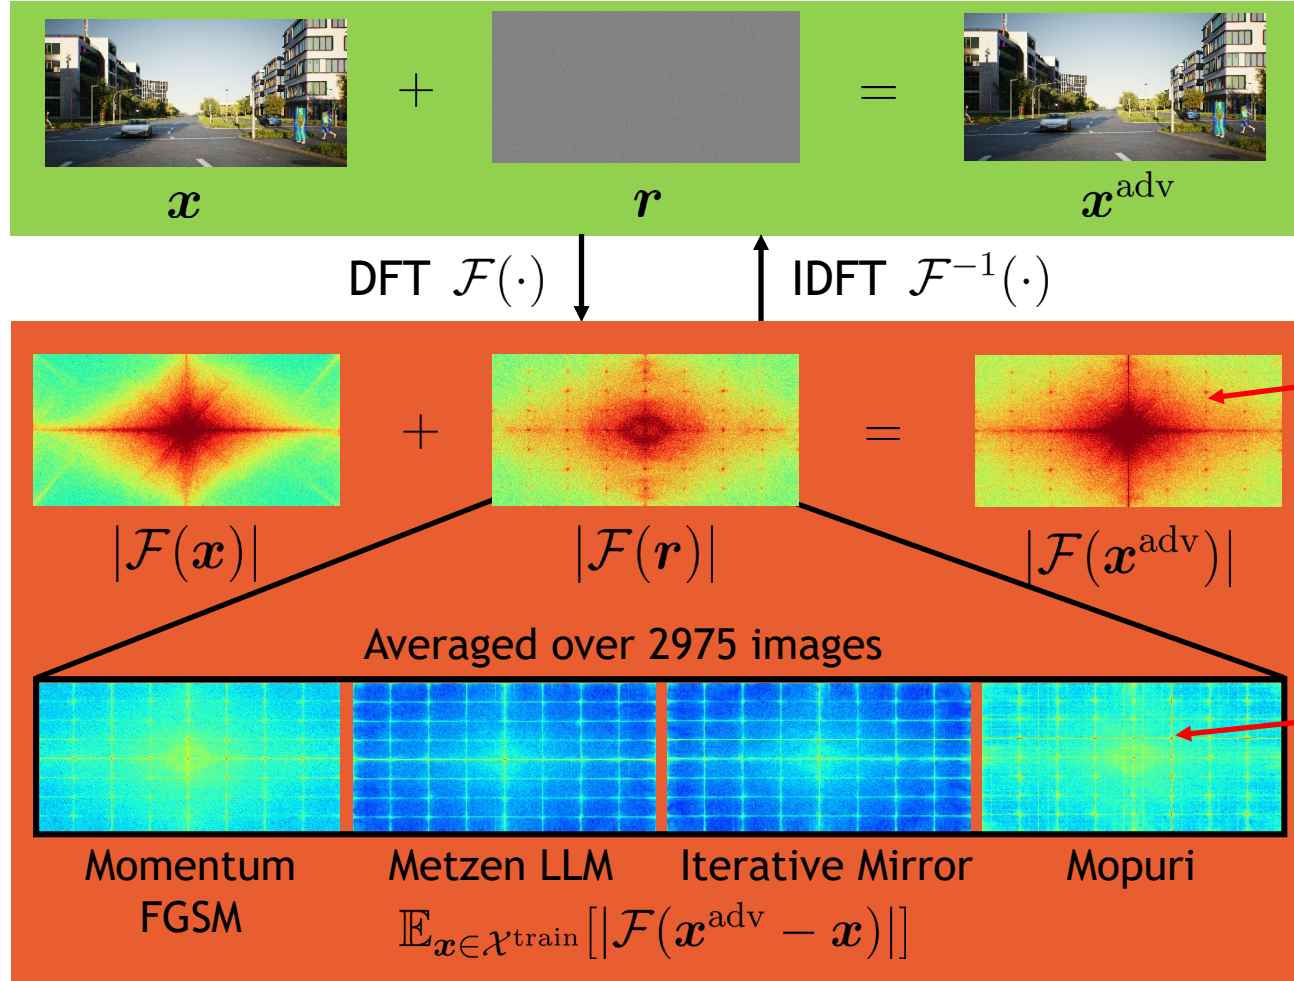 + =
x r x^adv
DFT F(·) IDFT F^−1(·)
+ =
|F(x)| |F(r)| |F(x^adv)|
Averaged over 2975 images
Momentum FGSM
Metzen LLM
Iterative Mirror
Mopuri
𝔼_{x∈𝒳^train}[|F(x^adv − x)|]